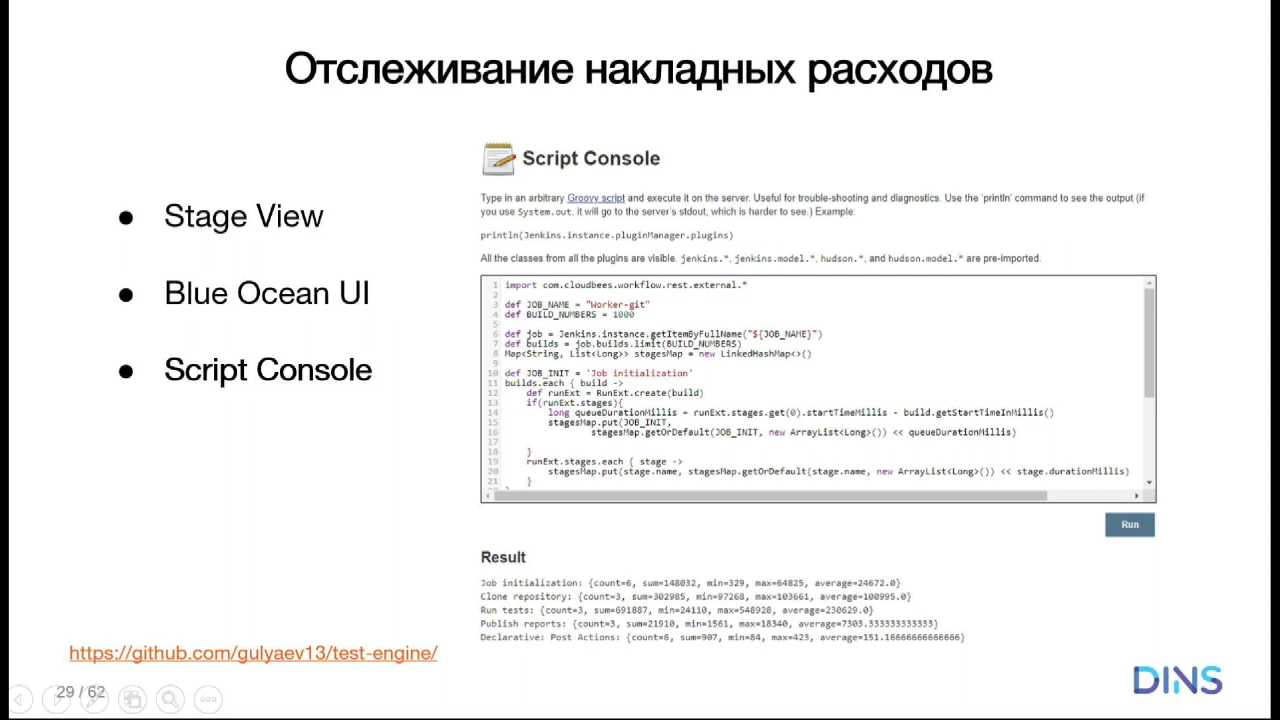 Отслеживание накладных расходов
● Stage View
● Blue Ocean UI
● Script Console
https://github.com/gulyaev13/test-engine/
29 / 62
Script Console
Type in an arbitrary Groovy script and execute it on the server. Useful for trouble-shooting and diagnostics. Use the 'println' command to see the output (if
you use System.out, it will go to the server's stdout, which is harder to see.) Example:
println(Jenkins.instance.pluginManager.plugins)
All the classes from all the plugins are visible. jenkins.*, jenkins.model.*, hudson.*, and hudson.model.* are pre-imported.
1 import com.cloudbees.workflow.rest.external.*
2
3 def JOB_NAME = "Worker-git"
4 def BUILD_NUMBERS = 1000
5
6 def job = Jenkins.instance.getItemByFullName("${JOB_NAME}")
7 def builds = job.builds.limit(BUILD_NUMBERS)
8 Map<String, List<Long>> stagesMap = new LinkedHashMap<>()
9
10 def JOB_INIT = 'Job initialization'
11 builds.each { build ->
12 def runExt = RunExt.create(build)
13 if(runExt.stages){
14 long queueDurationMillis = runExt.stages.get(0).startTimeMillis - build.getStartTimeInMillis()
15 stagesMap.put(JOB_INIT,
16 stagesMap.getOrDefault(JOB_INIT, new ArrayList<Long>()) << queueDurationMillis)
17
18 }
19 runExt.stages.each { stage ->
20 stagesMap.put(stage.name, stagesMap.getOrDefault(stage.name, new ArrayList<Long>()) << stage.durationMillis)
21 }
Run
Result
Job initialization: {count=6, sum=148032, min=329, max=64825, average=24672.0}
Clone repository: {count=3, sum=302985, min=97268, max=103661, average=100995.0}
Run tests: {count=3, sum=691887, min=24110, max=548928, average=230629.0}
Publish reports: {count=3, sum=21910, min=1561, max=18340, average=7303.333333333333}
Declarative: Post Actions: {count=6, sum=907, min=84, max=423, average=151.16666666666666}
DINS